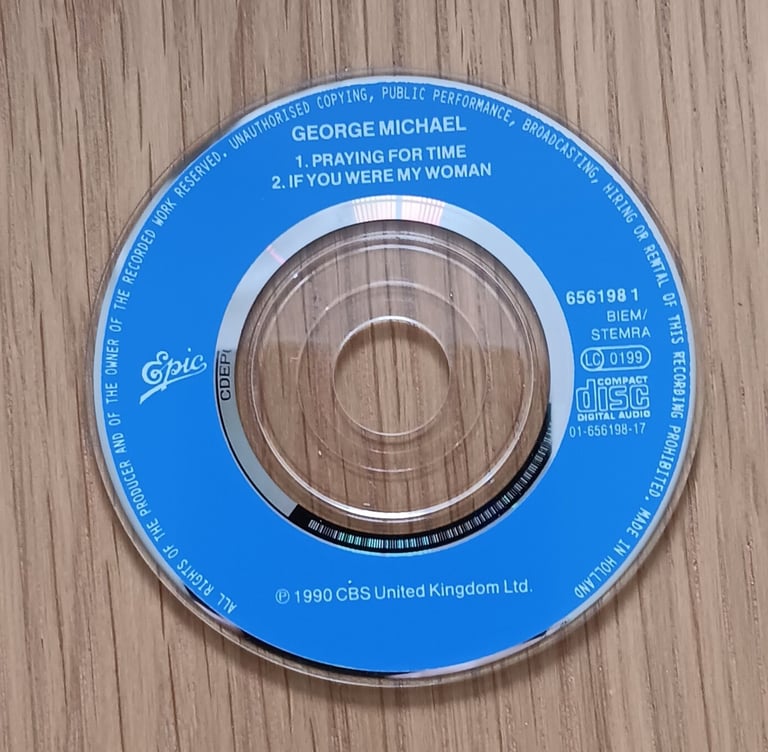 GEORGE MICHAEL
1. PRAYING FOR TIME
2. IF YOU WERE MY WOMAN
656198 1
BIEM/
STEMRA
LC 0199
COMPACT
disc
DIGITAL AUDIO
01-656198-17
Epic
CDEP
℗ 1990 CBS United Kingdom Ltd.
ALL RIGHTS OF THE PRODUCER AND OF THE OWNER OF THE RECORDED WORK RESERVED. UNAUTHORISED COPYING, PUBLIC PERFORMANCE, BROADCASTING, HIRING OR RENTAL OF THIS RECORDING PROHIBITED. MADE IN HOLLAND